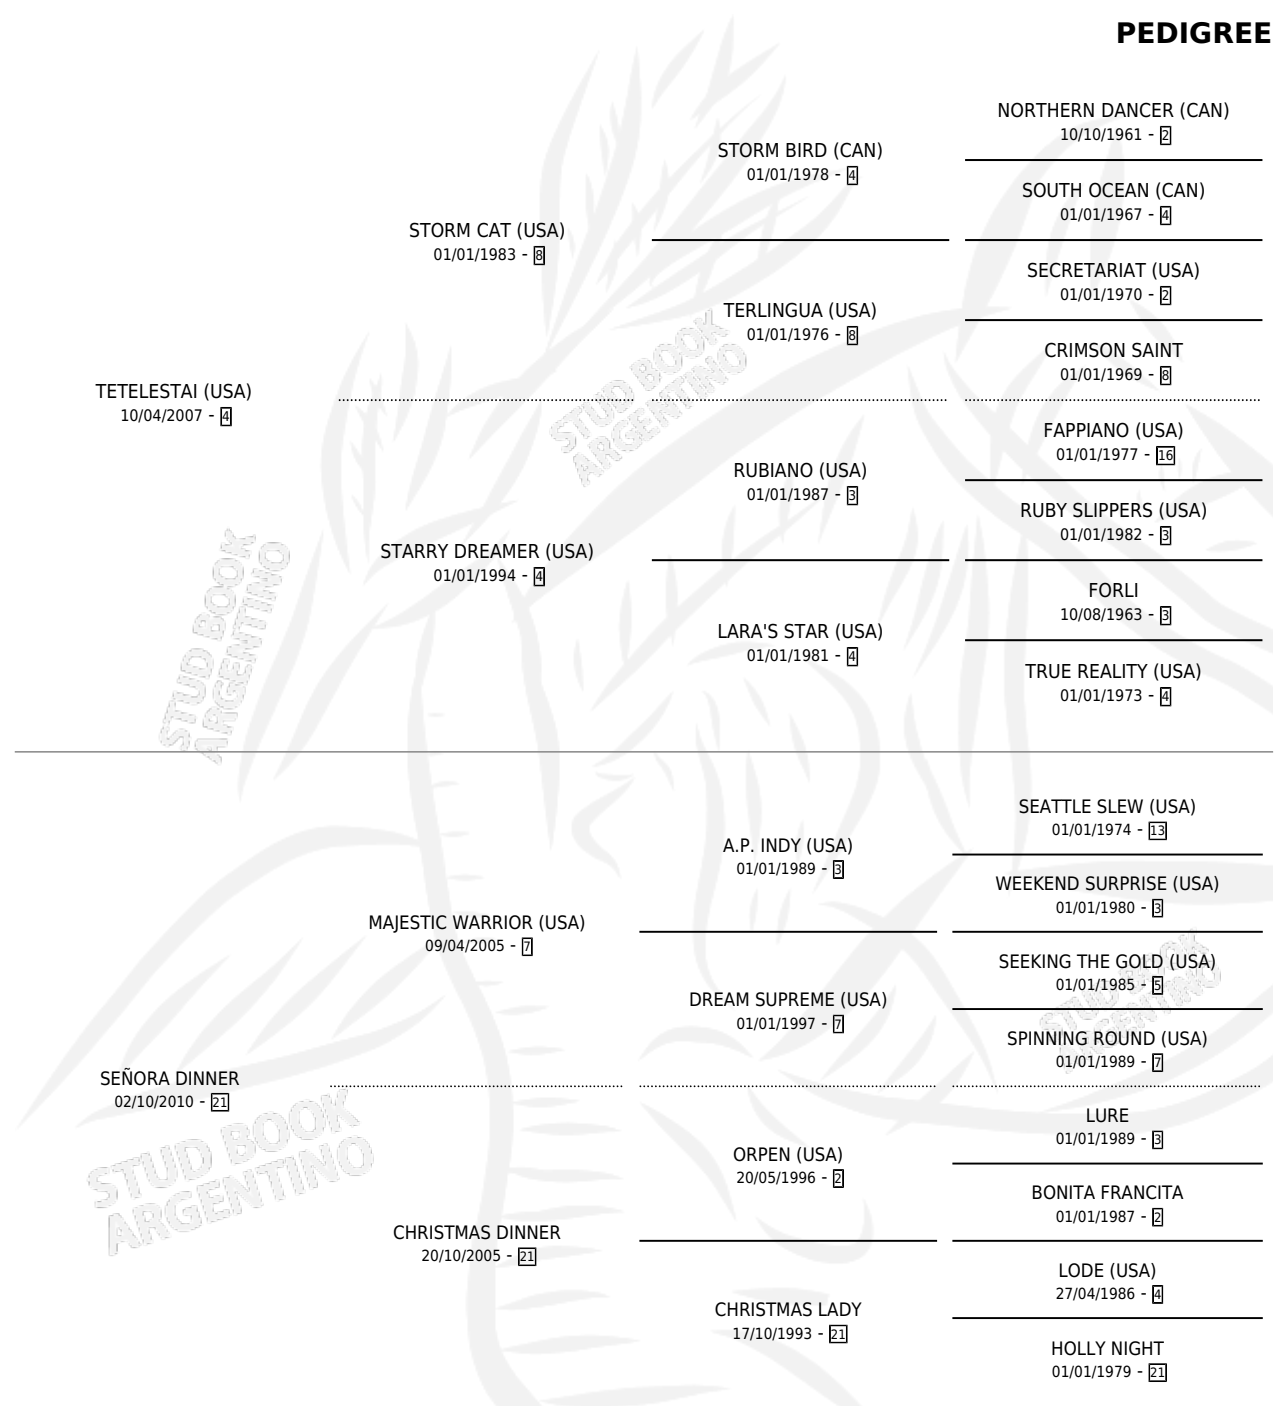 PEDIGREE
TETELESTAI (USA)
10/04/2007 - 4
STORM CAT (USA)
01/01/1983 - 8
STORM BIRD (CAN)
01/01/1978 - 4
NORTHERN DANCER (CAN)
10/10/1961 - 2
SOUTH OCEAN (CAN)
01/01/1967 - 4
TERLINGUA (USA)
01/01/1976 - 8
SECRETARIAT (USA)
01/01/1970 - 2
CRIMSON SAINT
01/01/1969 - 8
STARRY DREAMER (USA)
01/01/1994 - 4
RUBIANO (USA)
01/01/1987 - 3
FAPPIANO (USA)
01/01/1977 - 16
RUBY SLIPPERS (USA)
01/01/1982 - 3
LARA'S STAR (USA)
01/01/1981 - 4
FORLI
10/08/1963 - 3
TRUE REALITY (USA)
01/01/1973 - 4
SEÑORA DINNER
02/10/2010 - 21
MAJESTIC WARRIOR (USA)
09/04/2005 - 7
A.P. INDY (USA)
01/01/1989 - 3
SEATTLE SLEW (USA)
01/01/1974 - 13
WEEKEND SURPRISE (USA)
01/01/1980 - 3
DREAM SUPREME (USA)
01/01/1997 - 7
SEEKING THE GOLD (USA)
01/01/1985 - 5
SPINNING ROUND (USA)
01/01/1989 - 7
CHRISTMAS DINNER
20/10/2005 - 21
ORPEN (USA)
20/05/1996 - 2
LURE
01/01/1989 - 3
BONITA FRANCITA
01/01/1987 - 2
CHRISTMAS LADY
17/10/1993 - 21
LODE (USA)
27/04/1986 - 4
HOLLY NIGHT
01/01/1979 - 21
STUD BOOK
ARGENTINO
STUD BOOK
ARGENTINO
STUD BOOK
ARGENTINO
STUD BOOK
ARGENTINO